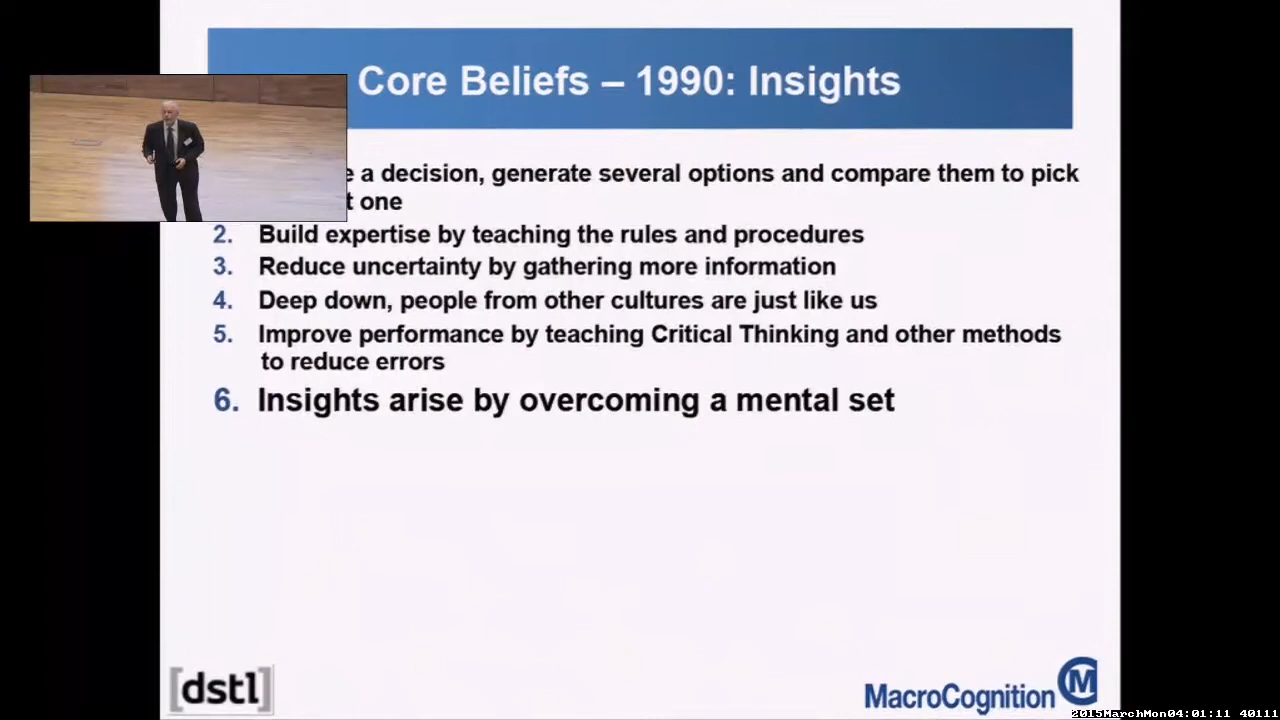 Core Beliefs – 1990: Insights
a decision, generate several options and compare them to pick
one
2. Build expertise by teaching the rules and procedures
3. Reduce uncertainty by gathering more information
4. Deep down, people from other cultures are just like us
5. Improve performance by teaching Critical Thinking and other methods
to reduce errors
6. Insights arise by overcoming a mental set
[dstl]
MacroCognition
M
2015MarchMon04:01:11 40111